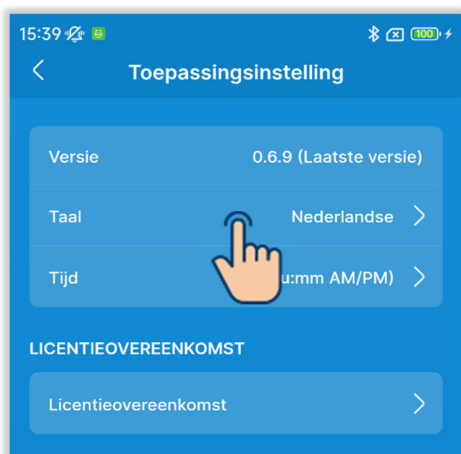 15:39
100
Toepassingsinstelling
Versie 0.6.9 (Laatste versie)
Taal Nederlandse
Tijd u:mm AM/PM)
LICENTIEOVEREENKOMST
Licentieovereenkomst